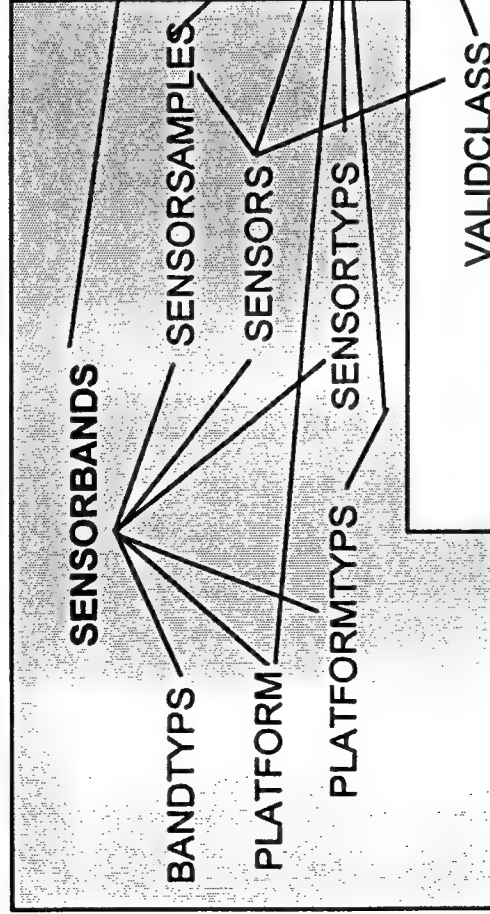 SENSORBANDS
BANDTYPS SENSORSAMPLES
PLATFORM SENSORS
PLATFORMTYPS SENSORTYPS
VALIDCLASS